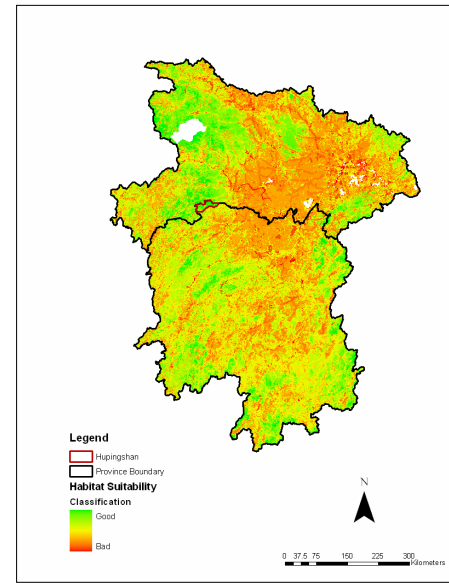 Legend
Hupingshan
Province Boundary
Habitat Suitability
Classification
Good
Bad
N
0 37.5 75 150 225 300
Kilometers